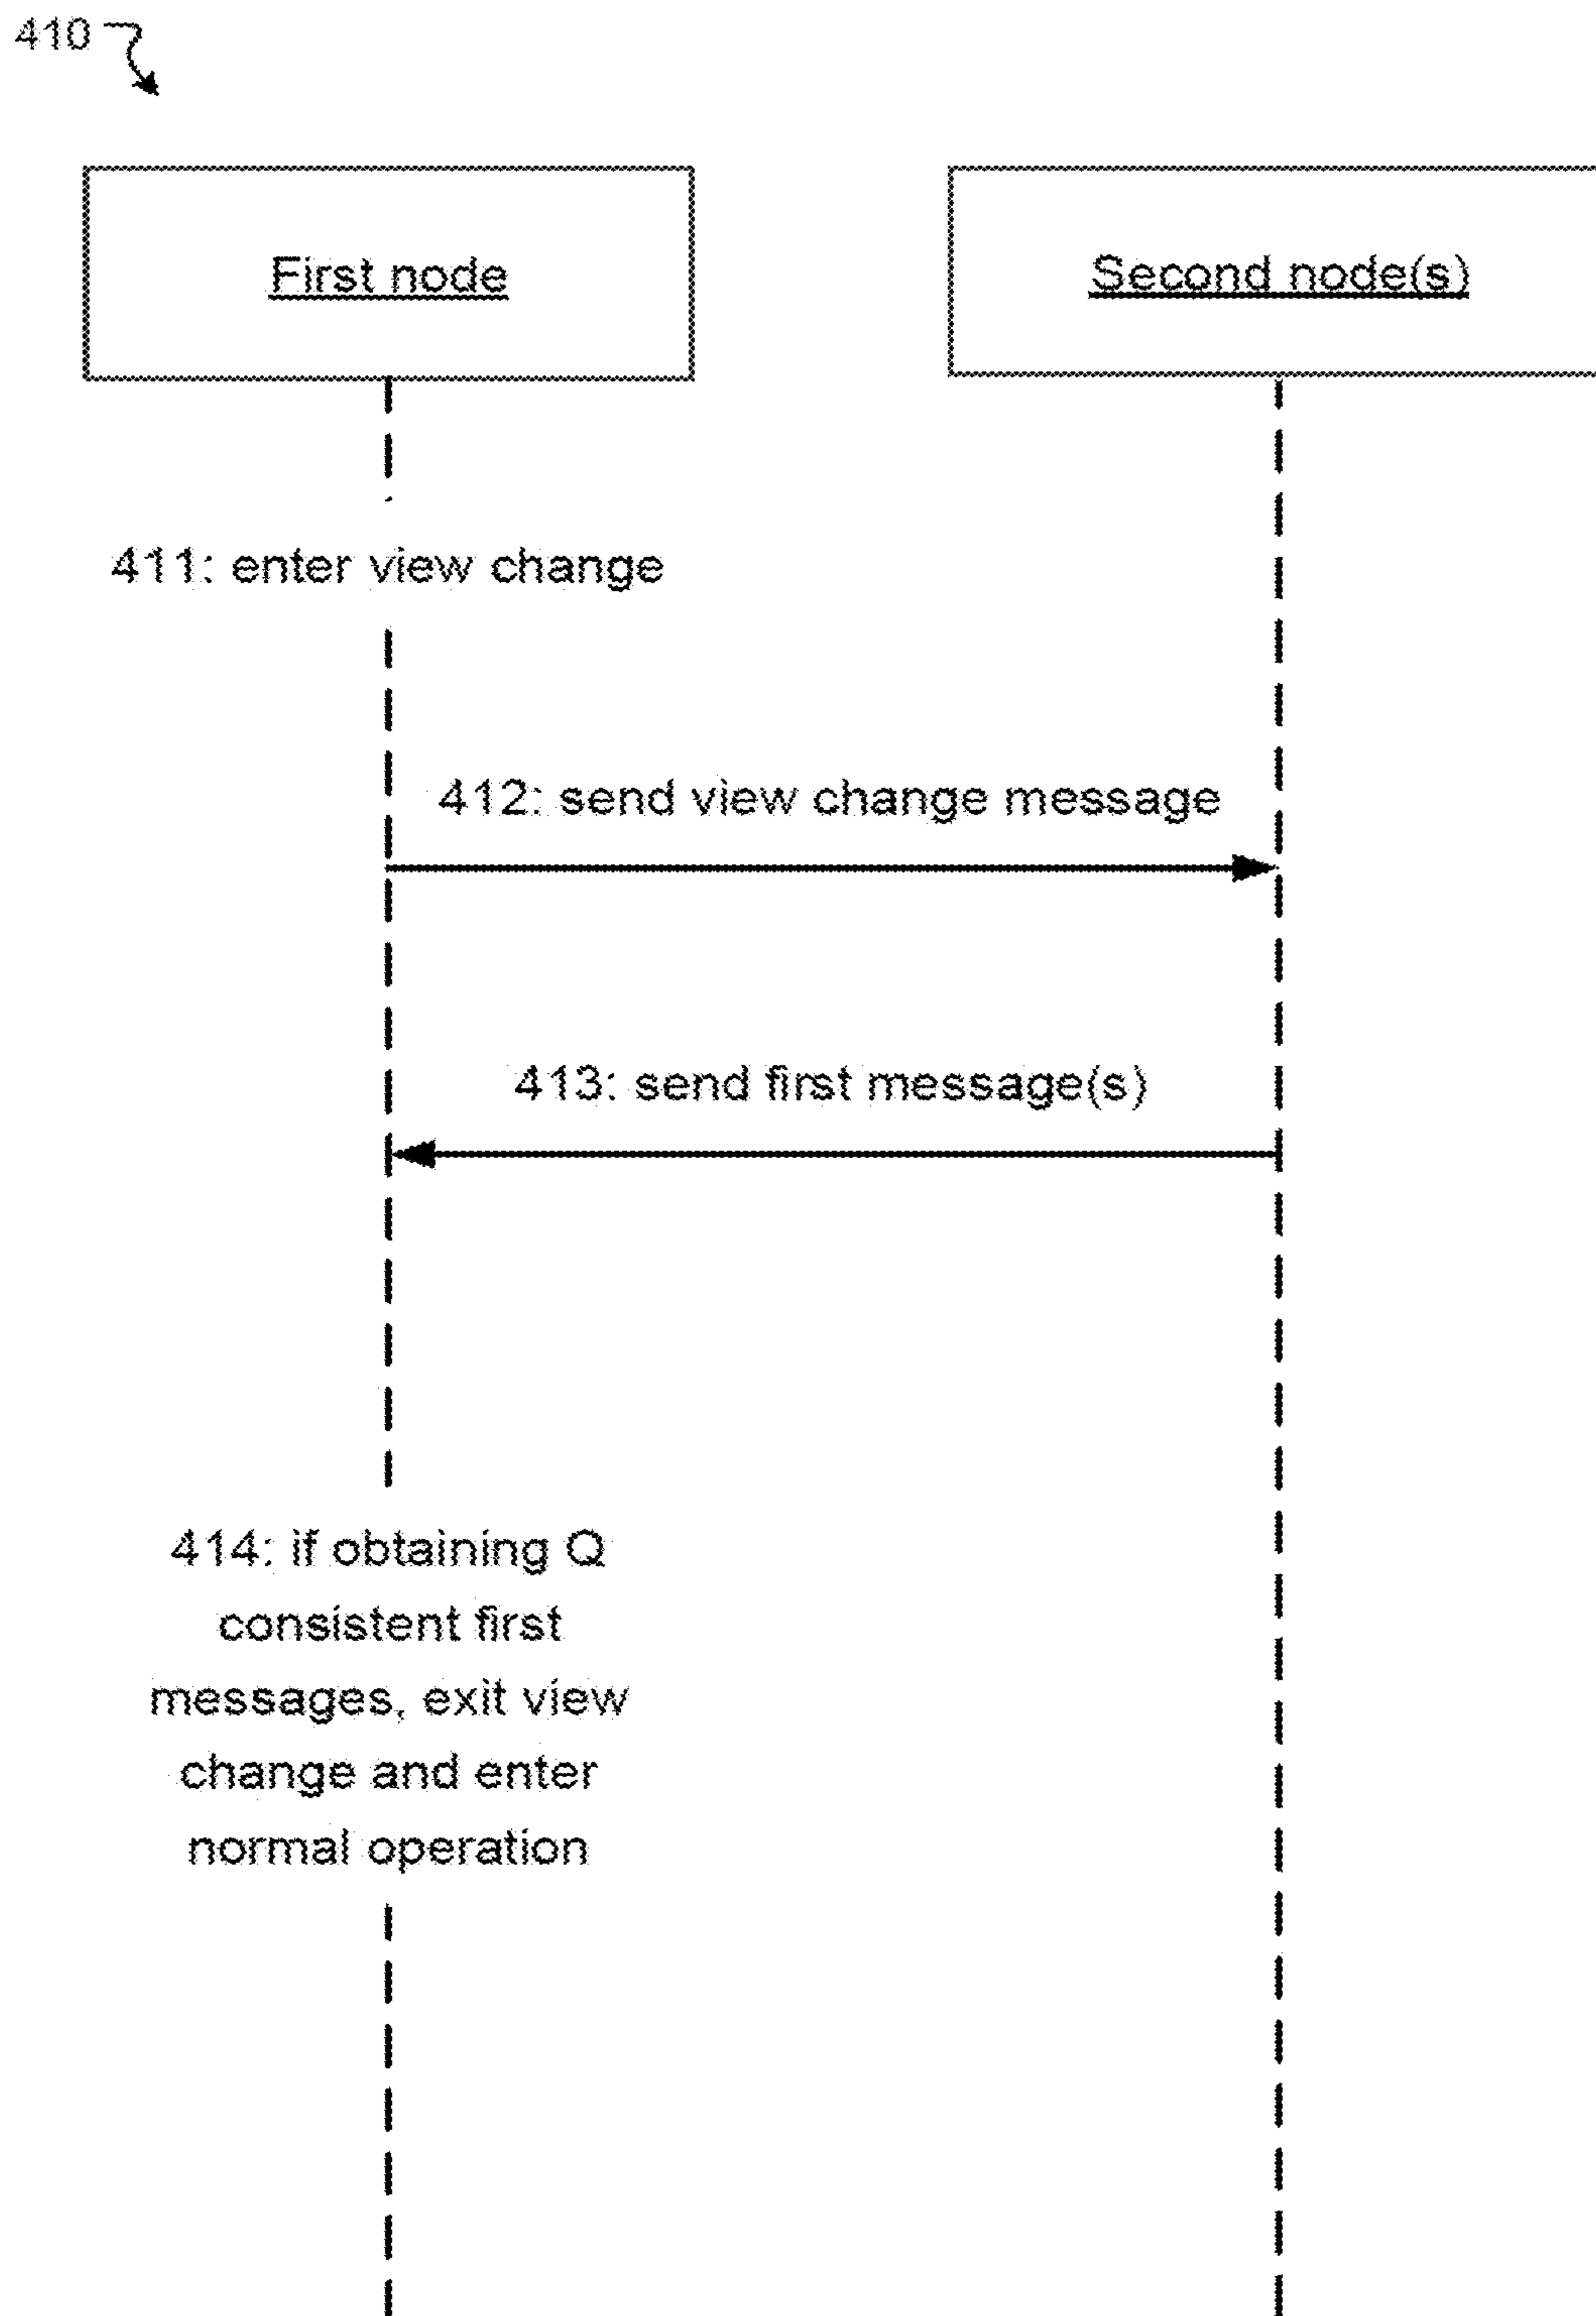 410
First node
Second node(s)
411: enter view change
412: send view change message
413: send first message(s)
414: if obtaining Q
consistent first
messages, exit view
change and enter
normal operation